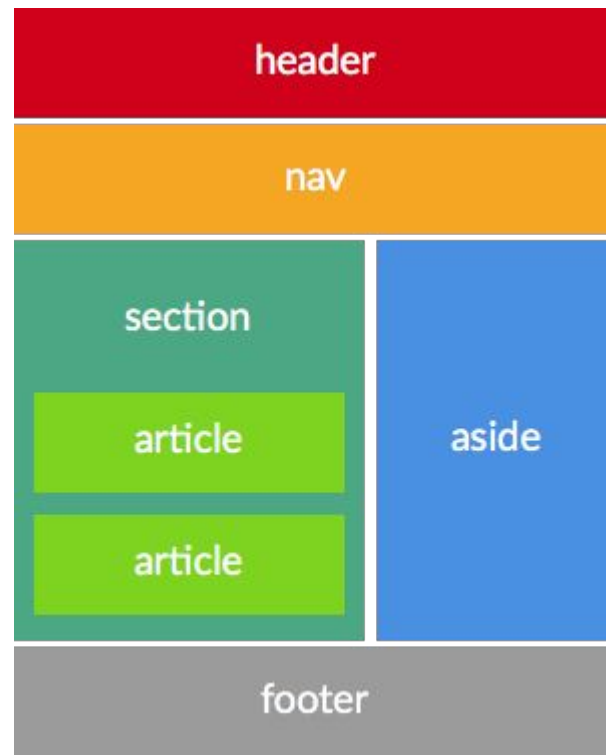 header
nav
section
article
article
aside
footer